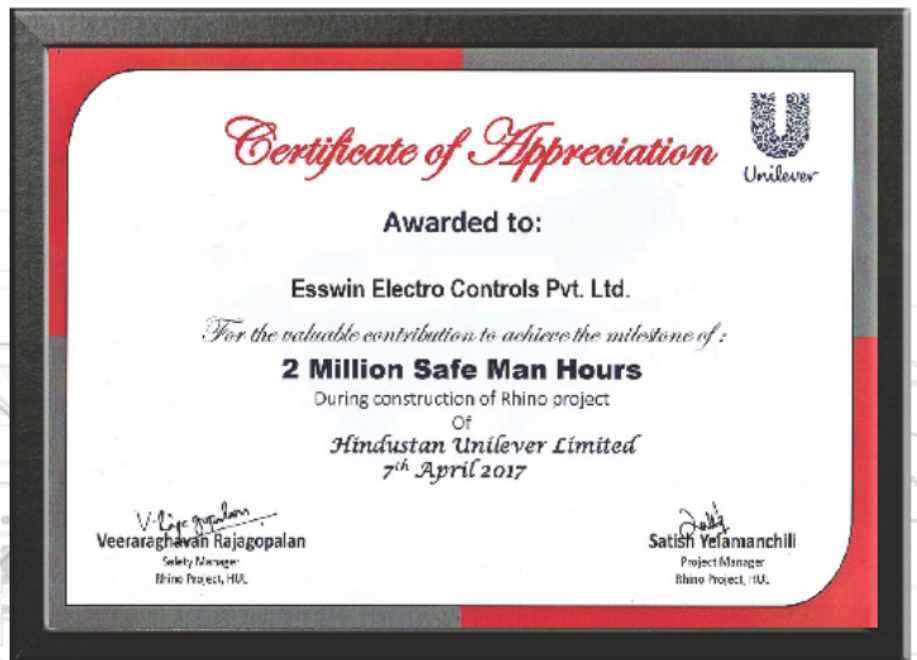 Certificate of Appreciation
Unilever
Awarded to:
Esswin Electro Controls Pvt. Ltd.
For the valuable contribution to achieve the milestone of :
2 Million Safe Man Hours
During construction of Rhino project
Of
Hindustan Unilever Limited
7th April 2017
Veeraraghavan Rajagopalan
Safety Manager
Rhino Project, HUL
Satish Yelamanchili
Project Manager
Rhino Project, HUL